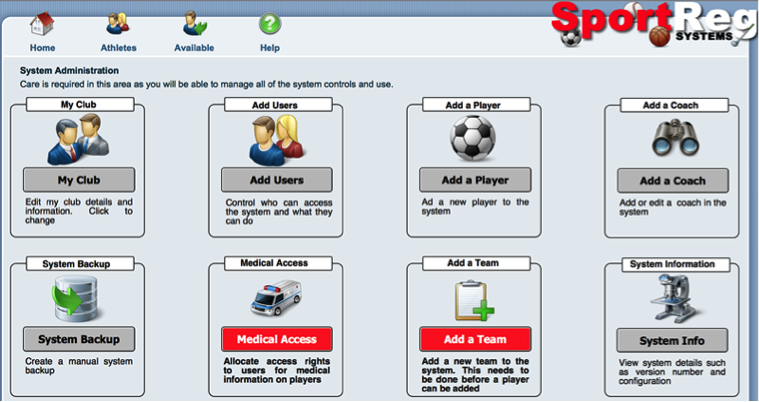 SportReg
SYSTEMS
Home
Athletes
Available
Help
System Administration
Care is required in this area as you will be able to manage all of the system controls and use.
My Club
Add Users
Add a Player
Add a Coach
My Club
Add Users
Add a Player
Add a Coach
Edit my club details and
information. Click to
change
Control who can access
the system and what they
can do
Ad a new player to the
system
Add or edit a coach in the
system
System Backup
Medical Access
Add a Team
System Information
System Backup
Medical Access
Add a Team
System Info
Create a manual system
backup
Allocate access rights
to users for medical
information on players
Add a new team to the
system. This needs to
be done before a player
can be added
View system details such
as version number and
configuration